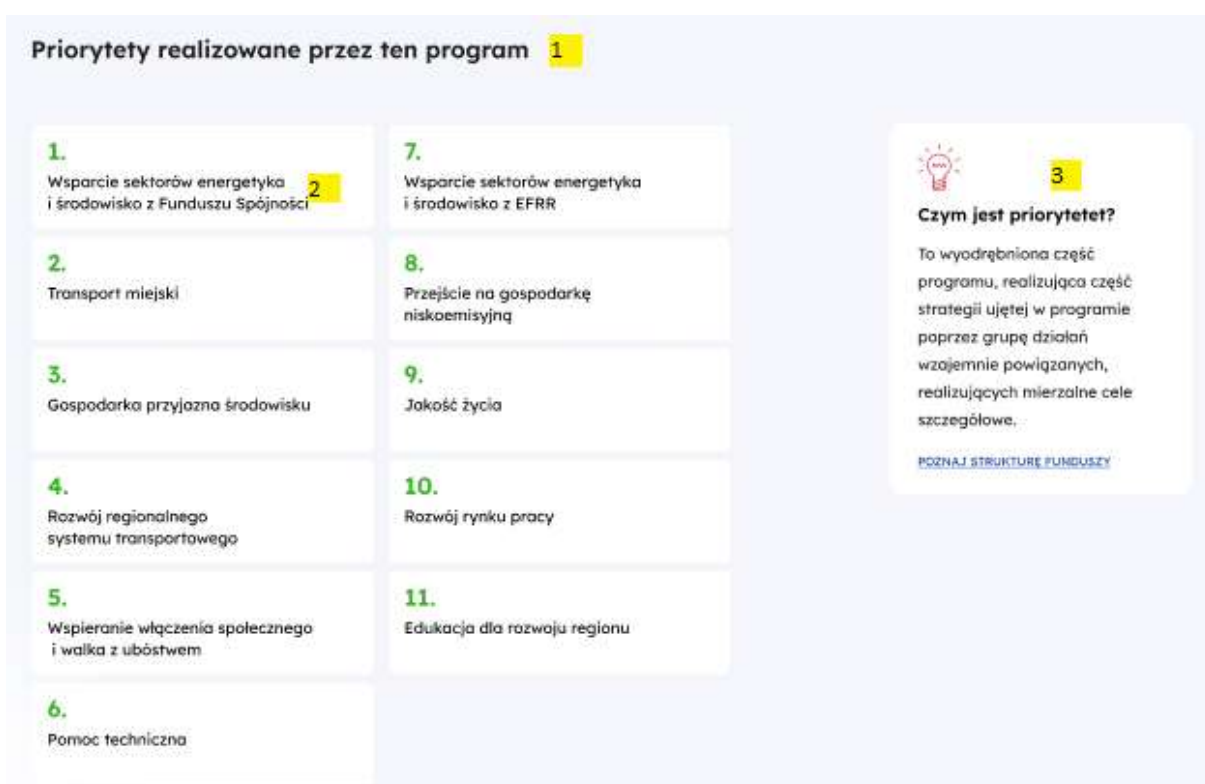 Priorytety realizowane przez ten program 1
1.
Wsparcie sektorów energetyka
i środowisko z Funduszu Spójności
2
2.
Transport miejski
3.
Gospodarka przyjazna środowisku
4.
Rozwój regionalnego
systemu transportowego
5.
Wspieranie włączenia społecznego
i walka z ubóstwem
6.
Pomoc techniczna
7.
Wsparcie sektorów energetyka
i środowisko z EFRR
8.
Przejście na gospodarkę
niskoemisyjną
9.
Jakość życia
10.
Rozwój rynku pracy
11.
Edukacja dla rozwoju regionu
3
Czym jest priorytetet?
To wyodrębniona część
programu, realizująca część
strategii ujętej w programie
poprzez grupę działań
wzajemnie powiązanych,
realizujących mierzalne cele
szczegółowe.
POZNAJ STRUKTURĘ FUNDUSZY